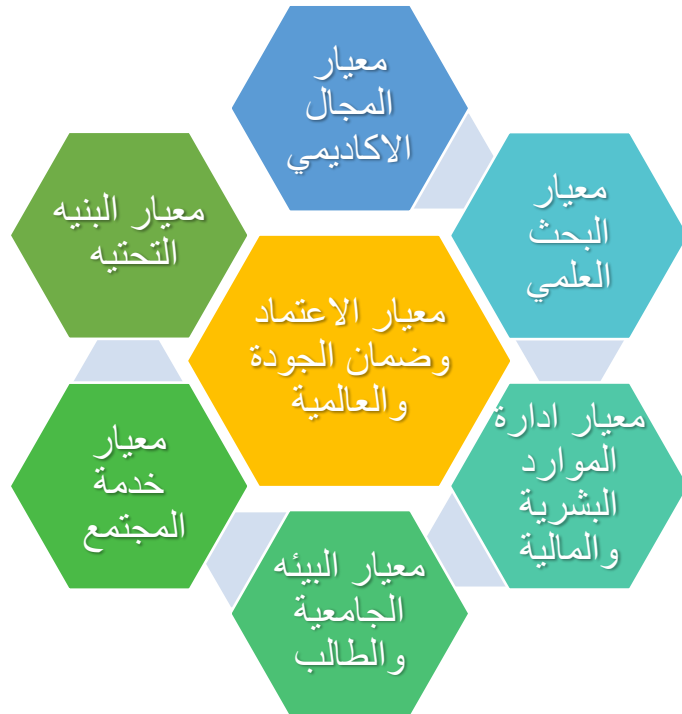 معيار
المجال
الاكاديمي
معيار
البحث
العلمي
معيار ادارة
الموارد
البشرية
والمالية
معيار البيئه
الجامعية
والطالب
معيار
خدمة
المجتمع
معيار البنيه
التحتيه
معيار الاعتماد
وضمان الجودة
والعالمية